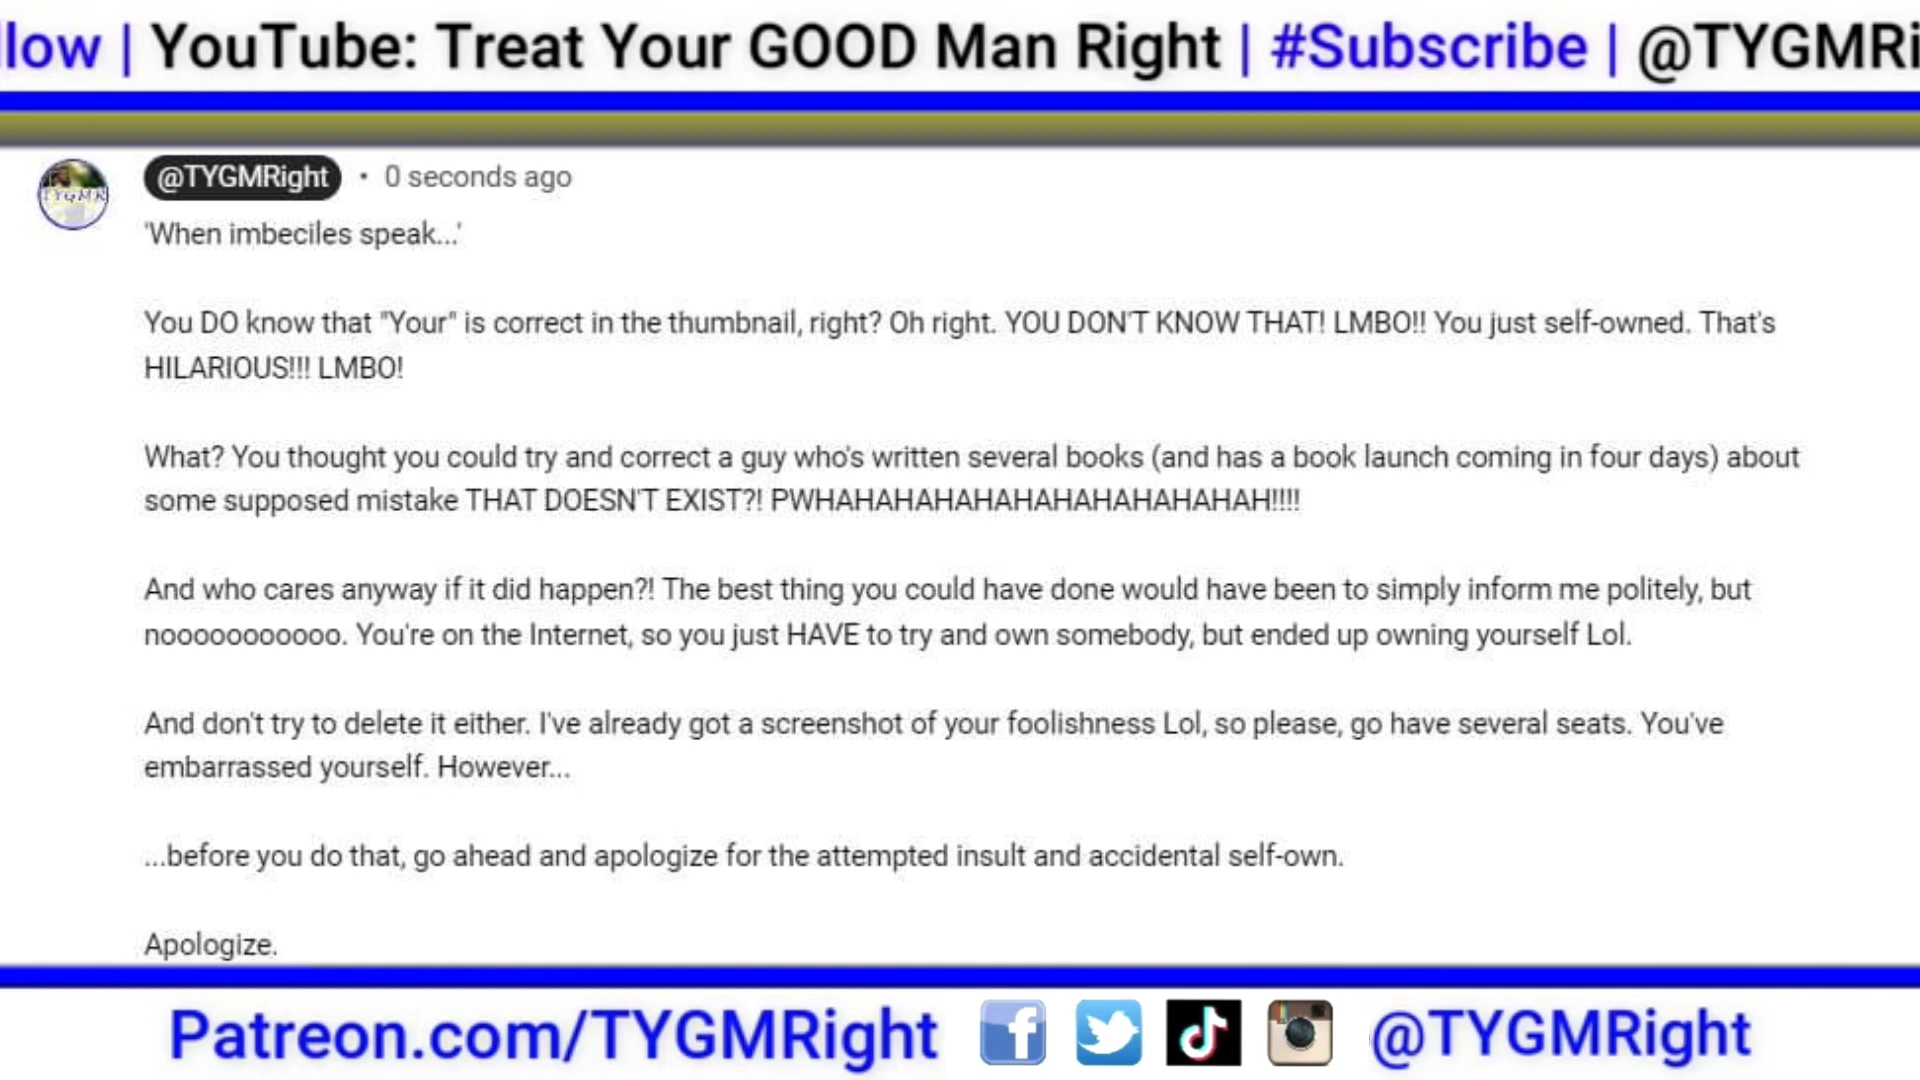 llow | YouTube: Treat Your GOOD Man Right | #Subscribe | @TYGMRi
TYGMR
@TYGMRight • 0 seconds ago
'When imbeciles speak...'
You DO know that "Your" is correct in the thumbnail, right? Oh right. YOU DON'T KNOW THAT! LMBO!! You just self-owned. That's
HILARIOUS!!! LMBO!
What? You thought you could try and correct a guy who's written several books (and has a book launch coming in four days) about
some supposed mistake THAT DOESN'T EXIST?! PWHAHAHAHAHAHAHAHAHAHAHAH!!!!
And who cares anyway if it did happen?! The best thing you could have done would have been to simply inform me politely, but
nooooooooooo. You're on the Internet, so you just HAVE to try and own somebody, but ended up owning yourself Lol.
And don't try to delete it either. I've already got a screenshot of your foolishness Lol, so please, go have several seats. You've
embarrassed yourself. However...
...before you do that, go ahead and apologize for the attempted insult and accidental self-own.
Apologize.
Patreon.com/TYGMRight @TYGMRight